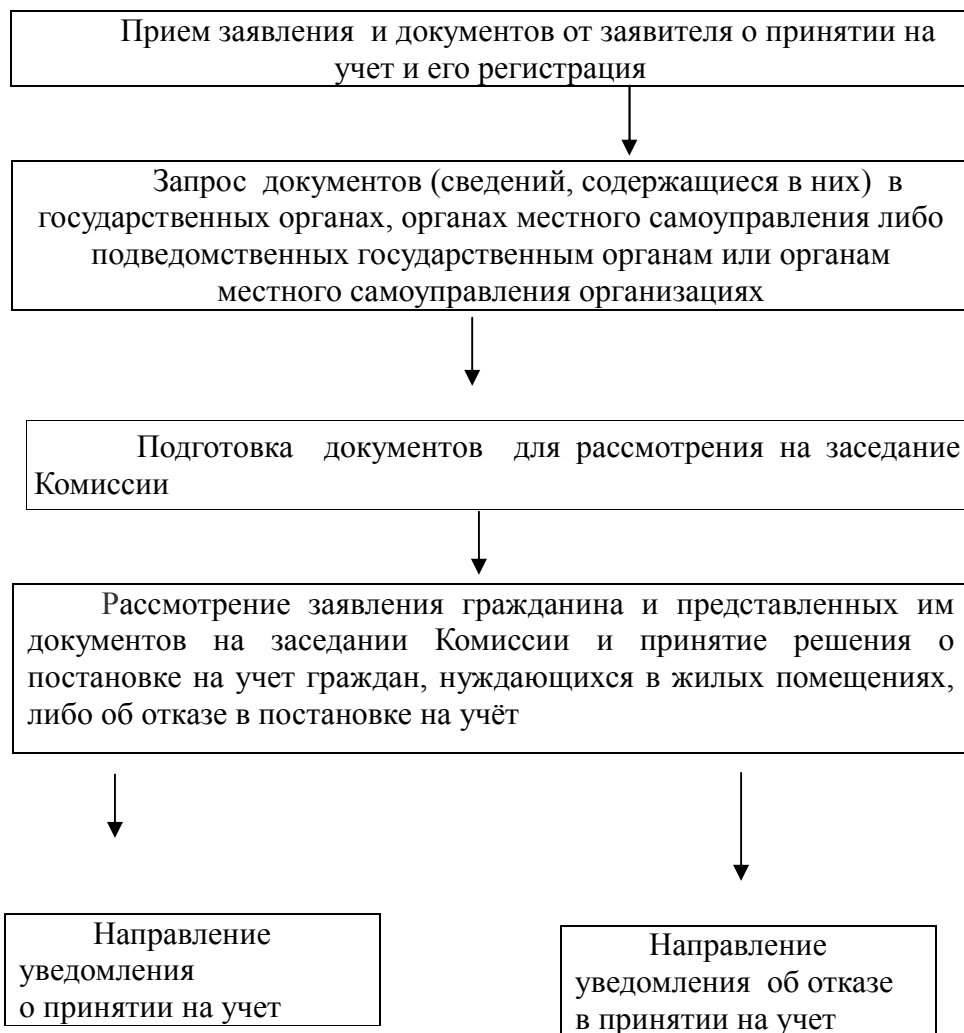 Прием заявления и документов от заявителя о принятии на
учет и его регистрация
Запрос документов (сведений, содержащиеся в них) в
государственных органах, органах местного самоуправления либо
подведомственных государственным органам или органам
местного самоуправления организациях
Подготовка документов для рассмотрения на заседание
Комиссии
Рассмотрение заявления гражданина и представленных им
документов на заседании Комиссии и принятие решения о
постановке на учет граждан, нуждающихся в жилых помещениях,
либо об отказе в постановке на учёт
Направление
уведомления
о принятии на учет
Направление
уведомления об отказе
в принятии на учет